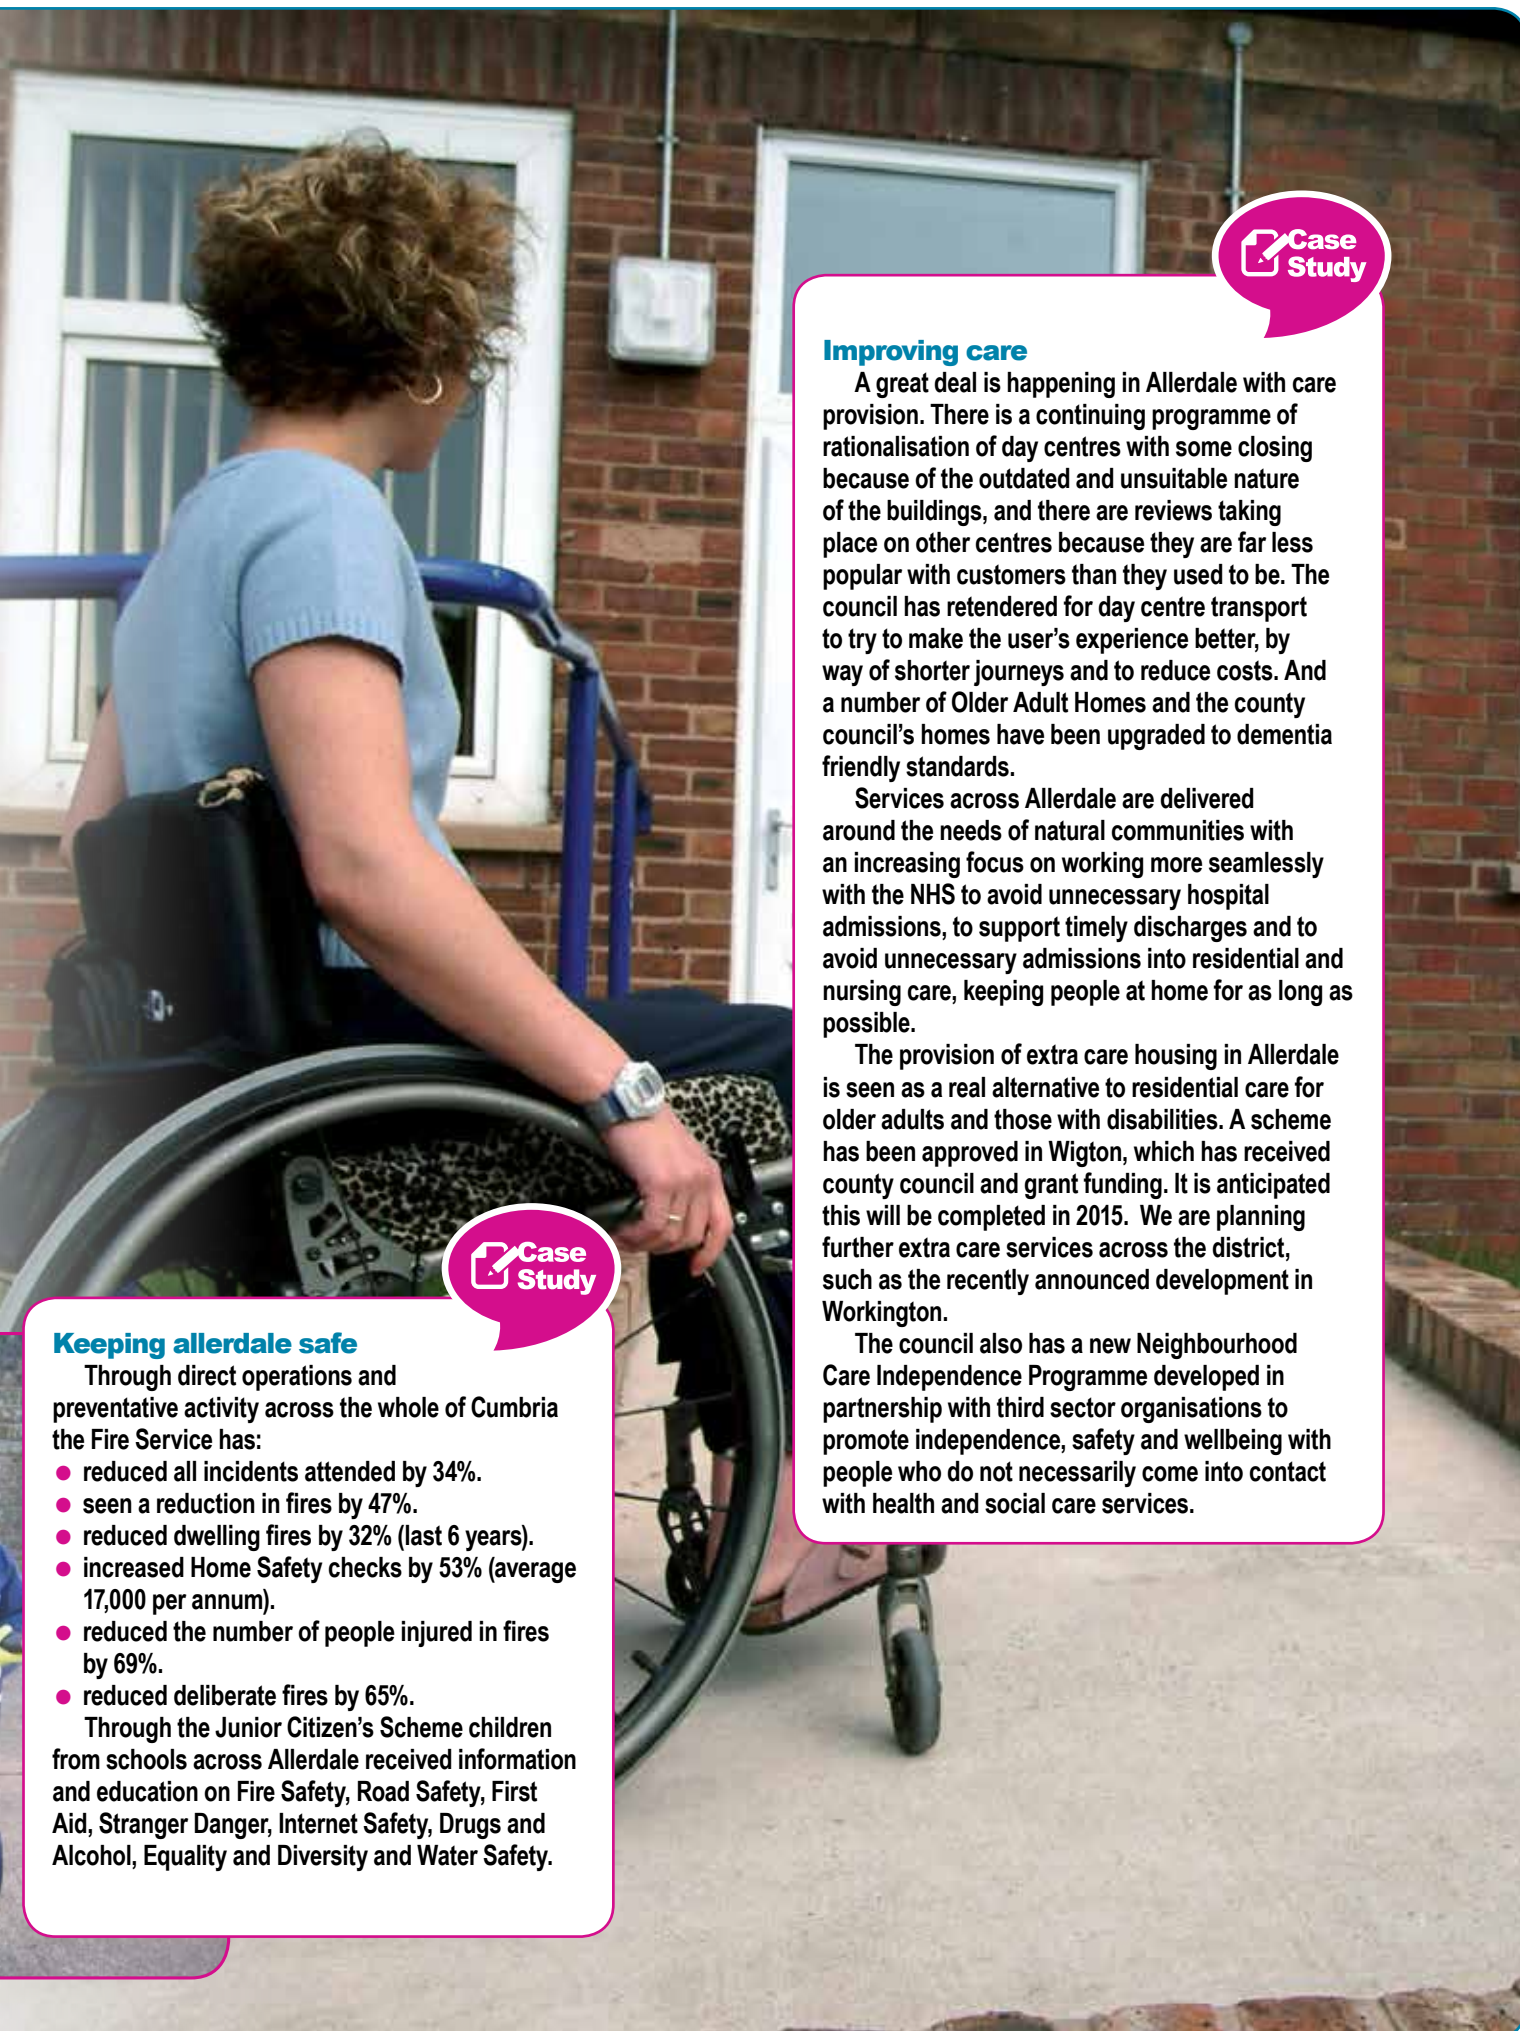 Case
Study
Improving care
A great deal is happening in Allerdale with care
provision. There is a continuing programme of
rationalisation of day centres with some closing
because of the outdated and unsuitable nature
of the buildings, and there are reviews taking
place on other centres because they are far less
popular with customers than they used to be. The
council has retendered for day centre transport
to try to make the user’s experience better, by
way of shorter journeys and to reduce costs. And
a number of Older Adult Homes and the county
council’s homes have been upgraded to dementia
friendly standards.
Services across Allerdale are delivered
around the needs of natural communities with
an increasing focus on working more seamlessly
with the NHS to avoid unnecessary hospital
admissions, to support timely discharges and to
avoid unnecessary admissions into residential and
nursing care, keeping people at home for as long as
possible.
The provision of extra care housing in Allerdale
is seen as a real alternative to residential care for
older adults and those with disabilities. A scheme
has been approved in Wigton, which has received
county council and grant funding. It is anticipated
this will be completed in 2015.  We are planning
further extra care services across the district,
such as the recently announced development in
Workington.
The council also has a new Neighbourhood
Care Independence Programme developed in
partnership with third sector organisations to
promote independence, safety and wellbeing with
people who do not necessarily come into contact
with health and social care services.
Case
Study
Keeping allerdale safe
Through direct operations and
preventative activity across the whole of Cumbria
the Fire Service has:
● reduced all incidents attended by 34%.
● seen a reduction in fires by 47%.
● reduced dwelling fires by 32% (last 6 years).
● increased Home Safety checks by 53% (average
17,000 per annum).
● reduced the number of people injured in fires
by 69%.
● reduced deliberate fires by 65%.
Through the Junior Citizen’s Scheme children
from schools across Allerdale received information
and education on Fire Safety, Road Safety, First
Aid, Stranger Danger, Internet Safety, Drugs and
Alcohol, Equality and Diversity and Water Safety.